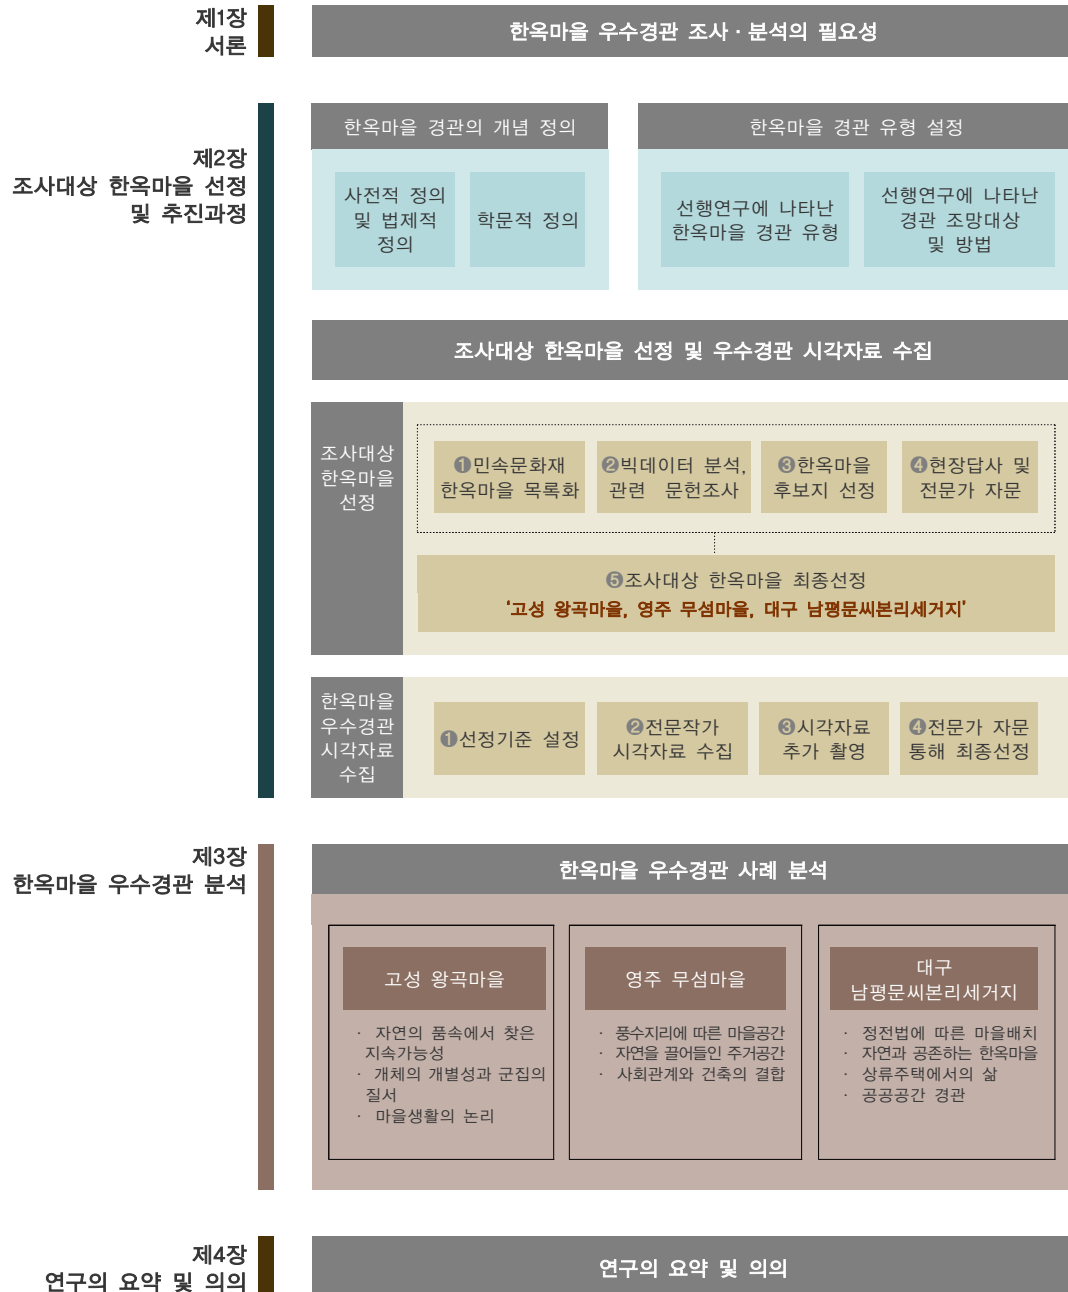 제1장
서론
한옥마을 우수경관 조사·분석의 필요성
제2장
조사대상 한옥마을 선정
및 추진과정
한옥마을 경관의 개념 정의
사전적 정의
및 법제적
정의
학문적 정의
한옥마을 경관 유형 설정
선행연구에 나타난
한옥마을 경관 유형
선행연구에 나타난
경관 조망대상
및 방법
조사대상 한옥마을 선정 및 우수경관 시각자료 수집
조사대상
한옥마을
선정
❶민속문화재
한옥마을 목록화
❷빅데이터 분석,
관련 문헌조사
❸한옥마을
후보지 선정
❹현장답사 및
전문가 자문
❺조사대상 한옥마을 최종선정
‘고성 왕곡마을, 영주 무섬마을, 대구 남평문씨본리세거지’
한옥마을
우수경관
시각자료
수집
❶선정기준 설정
❷전문작가
시각자료 수집
❸시각자료
추가 촬영
❹전문가 자문
통해 최종선정
제3장
한옥마을 우수경관 분석
한옥마을 우수경관 사례 분석
고성 왕곡마을
· 자연의 품속에서 찾은
지속가능성
· 개체의 개별성과 군집의
질서
· 마을생활의 논리
영주 무섬마을
· 풍수지리에 따른 마을공간
· 자연을 끌어들인 주거공간
· 사회관계와 건축의 결합
대구
남평문씨본리세거지
· 정전법에 따른 마을배치
· 자연과 공존하는 한옥마을
· 상류주택에서의 삶
· 공공공간 경관
제4장
연구의 요약 및 의의
연구의 요약 및 의의